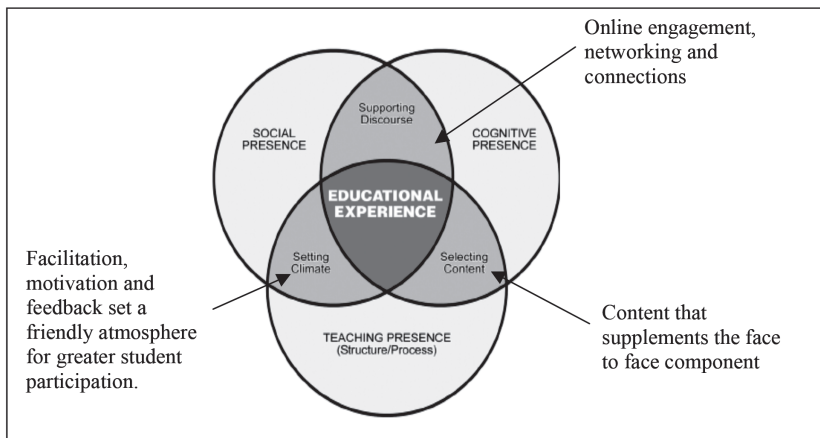 Online engagement,
networking and
connections
Supporting
Discourse
SOCIAL
PRESENCE
COGNITIVE
PRESENCE
EDUCATIONAL
EXPERIENCE
Setting
Climate
Selecting
Content
Facilitation,
motivation and
feedback set a
friendly atmosphere
for greater student
participation.
Content that
supplements the face
to face component
TEACHING PRESENCE
(Structure/Process)